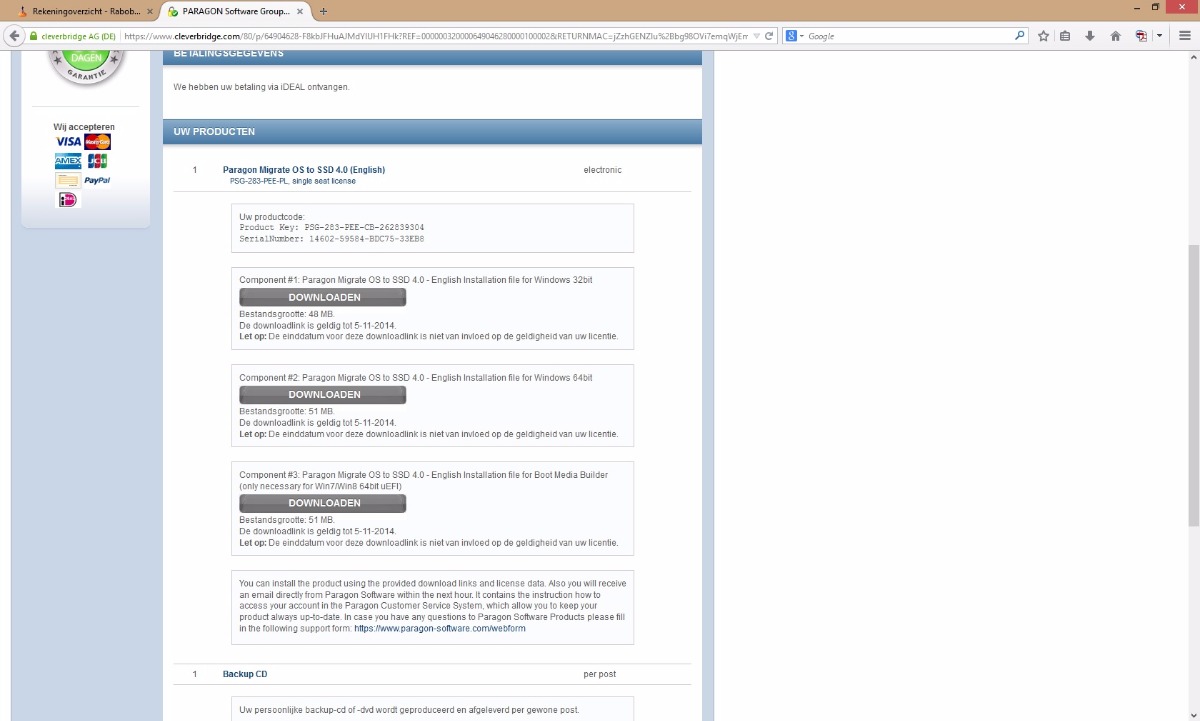 Rekeningoverzicht - Rabob...
PARAGON Software Group...
cleverbridge AG (DE)
Google
DAGEN
GARANTIE
BETALINGSGEGEVENS
We hebben uw betaling via iDEAL ontvangen.
Wij accepteren
VISA
MasterCard
AMEX
JCB
PayPal
iD
UW PRODUCTEN
1 Paragon Migrate OS to SSD 4.0 (English) electronic
PSG-283-PEE-PL, single seat license
Uw productcode:
Product Key: PSG-283-PEE-CB-262839304
SerialNumber: 14602-59584-BDC75-33EB8
Component #1: Paragon Migrate OS to SSD 4.0 - English Installation file for Windows 32bit
DOWNLOADEN
Bestandsgrootte: 48 MB.
De downloadlink is geldig tot 5-11-2014.
Let op: De einddatum voor deze downloadlink is niet van invloed op de geldigheid van uw licentie.
Component #2: Paragon Migrate OS to SSD 4.0 - English Installation file for Windows 64bit
DOWNLOADEN
Bestandsgrootte: 51 MB.
De downloadlink is geldig tot 5-11-2014.
Let op: De einddatum voor deze downloadlink is niet van invloed op de geldigheid van uw licentie.
Component #3: Paragon Migrate OS to SSD 4.0 - English Installation file for Boot Media Builder
(only necessary for Win7/Win8 64bit uEFI)
DOWNLOADEN
Bestandsgrootte: 51 MB.
De downloadlink is geldig tot 5-11-2014.
Let op: De einddatum voor deze downloadlink is niet van invloed op de geldigheid van uw licentie.
You can install the product using the provided download links and license data. Also you will receive
an email directly from Paragon Software within the next hour. It contains the instruction how to
access your account in the Paragon Customer Service System, which allow you to keep your
product always up-to-date. In case you have any questions to Paragon Software Products please fill
in the following support form: https://www.paragon-software.com/webform
1 Backup CD per post
Uw persoonlijke backup-cd of -dvd wordt geproduceerd en afgeleverd per gewone post.